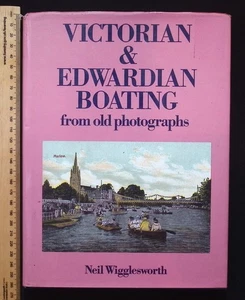 VICTORIAN
&
EDWARDIAN
BOATING
from old photographs
Neil Wigglesworth